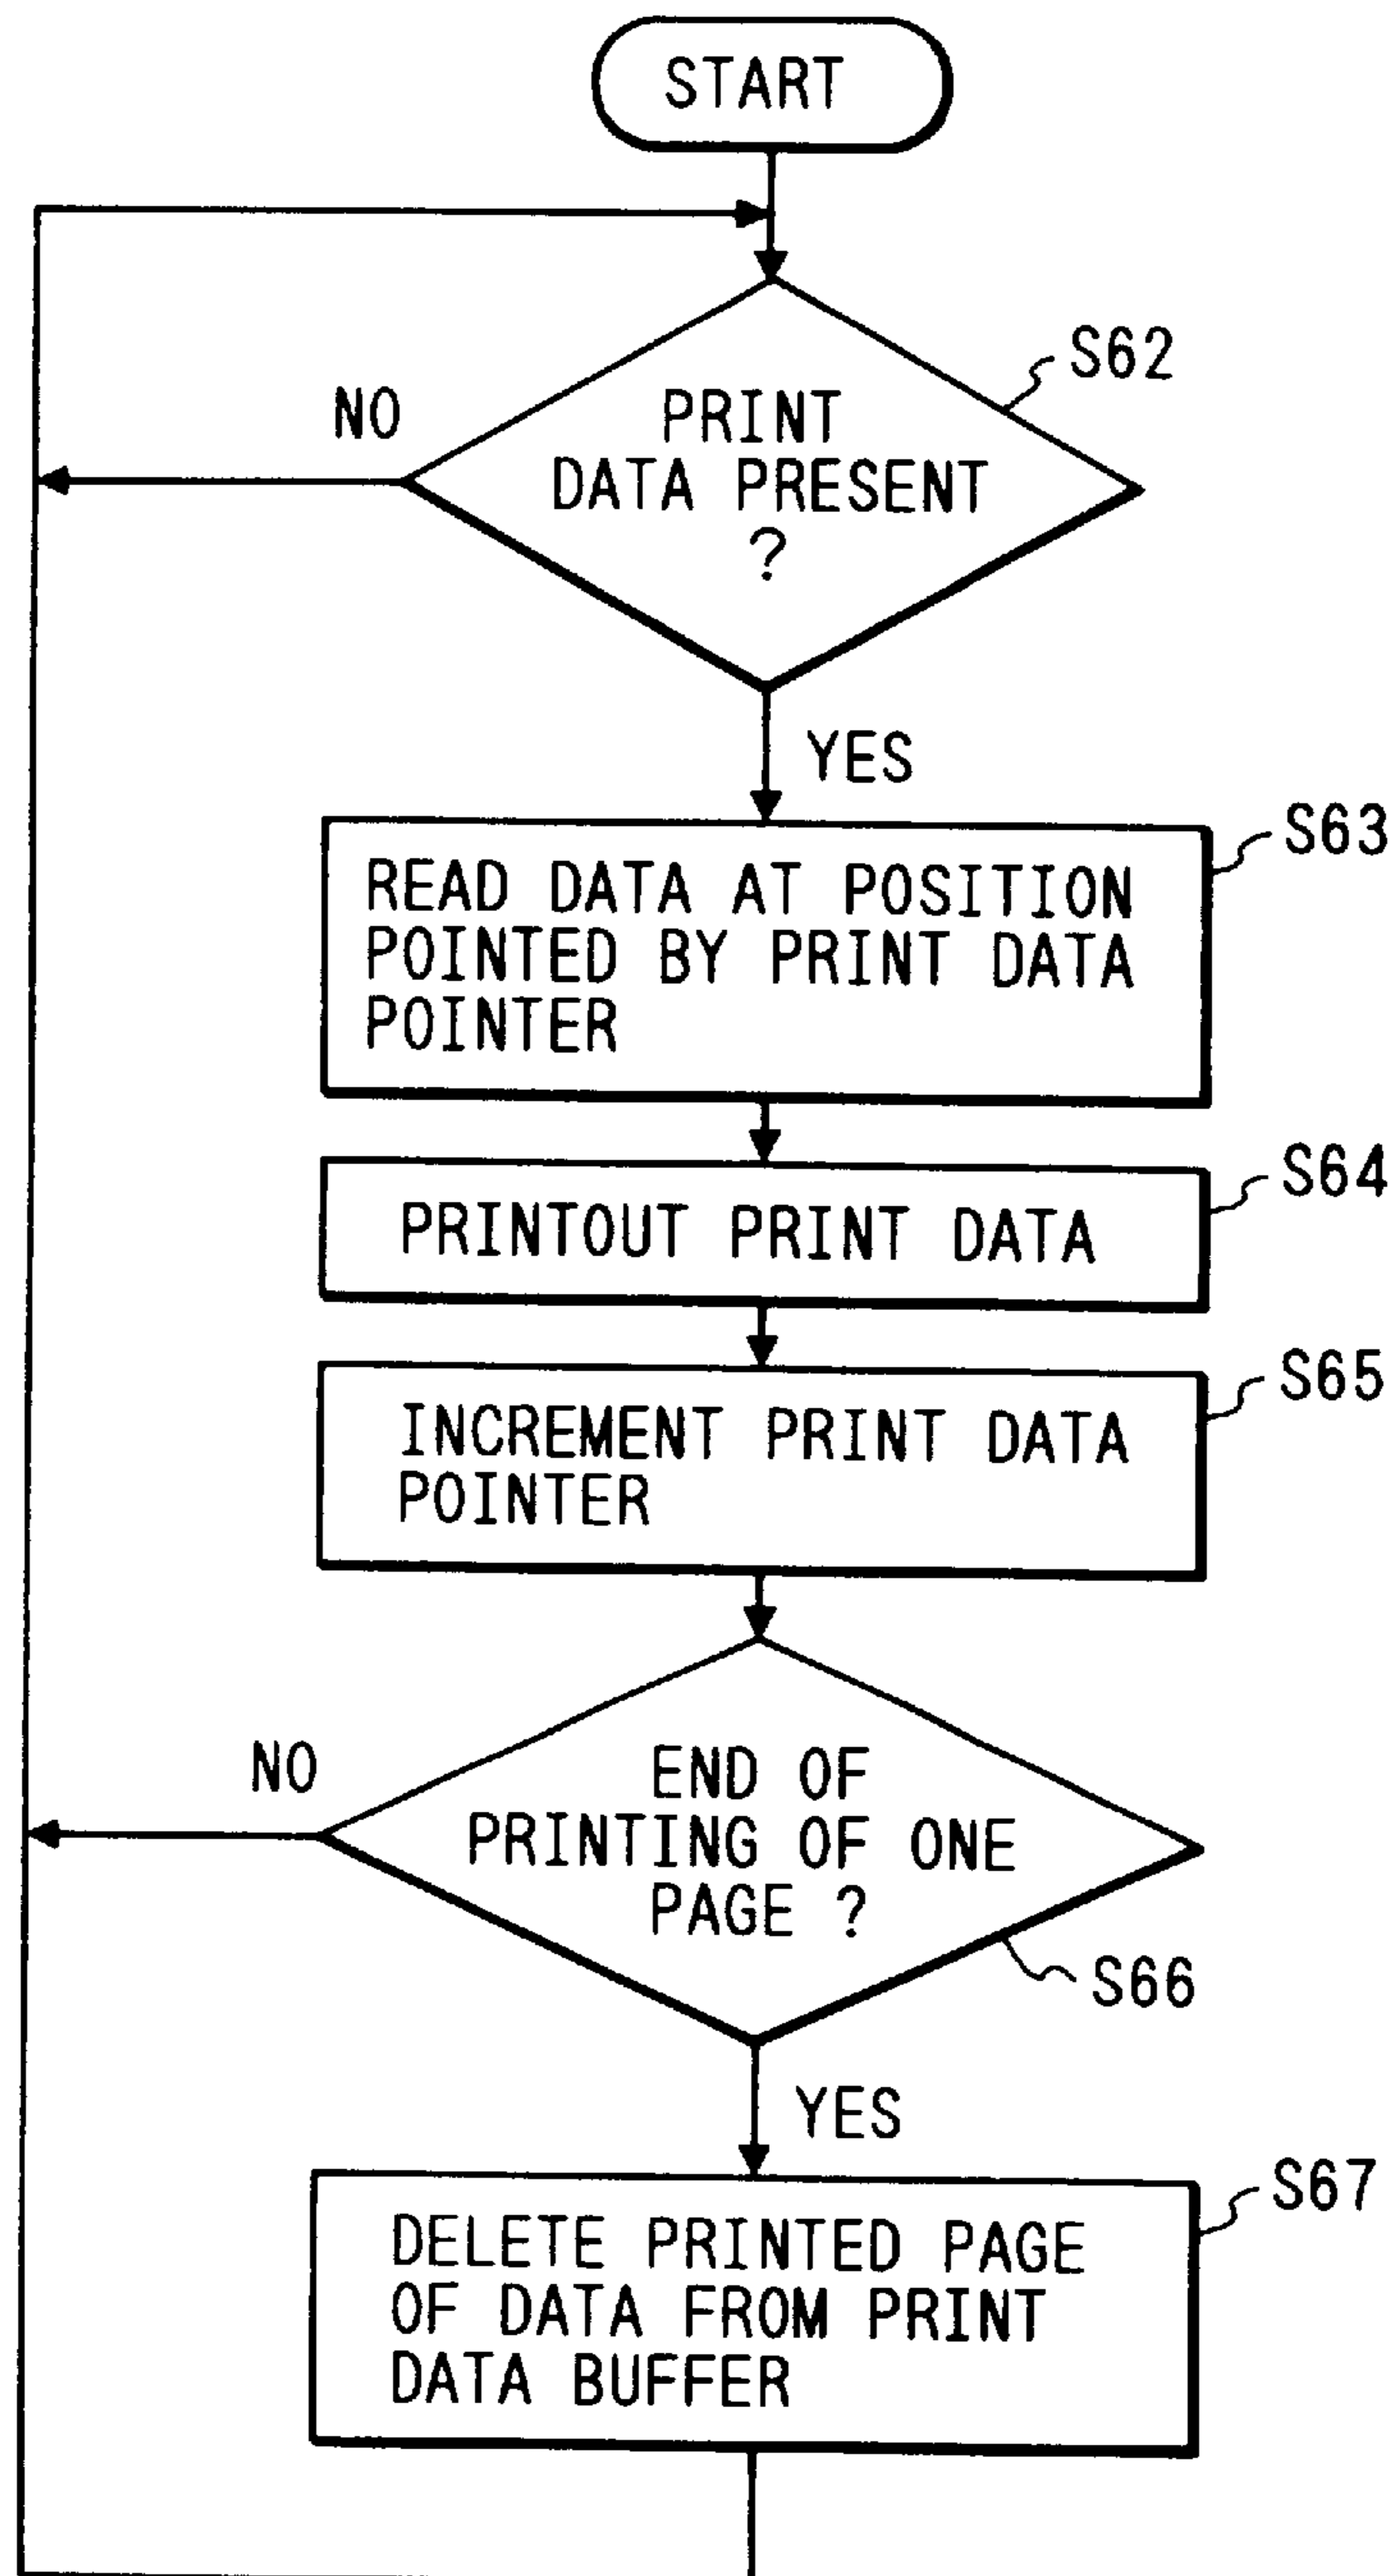 START
S62
NO
PRINT
DATA PRESENT
?
YES
S63
READ DATA AT POSITION
POINTED BY PRINT DATA
POINTER
S64
PRINTOUT PRINT DATA
S65
INCREMENT PRINT DATA
POINTER
NO
END OF
PRINTING OF ONE
PAGE ?
S66
YES
S67
DELETE PRINTED PAGE
OF DATA FROM PRINT
DATA BUFFER